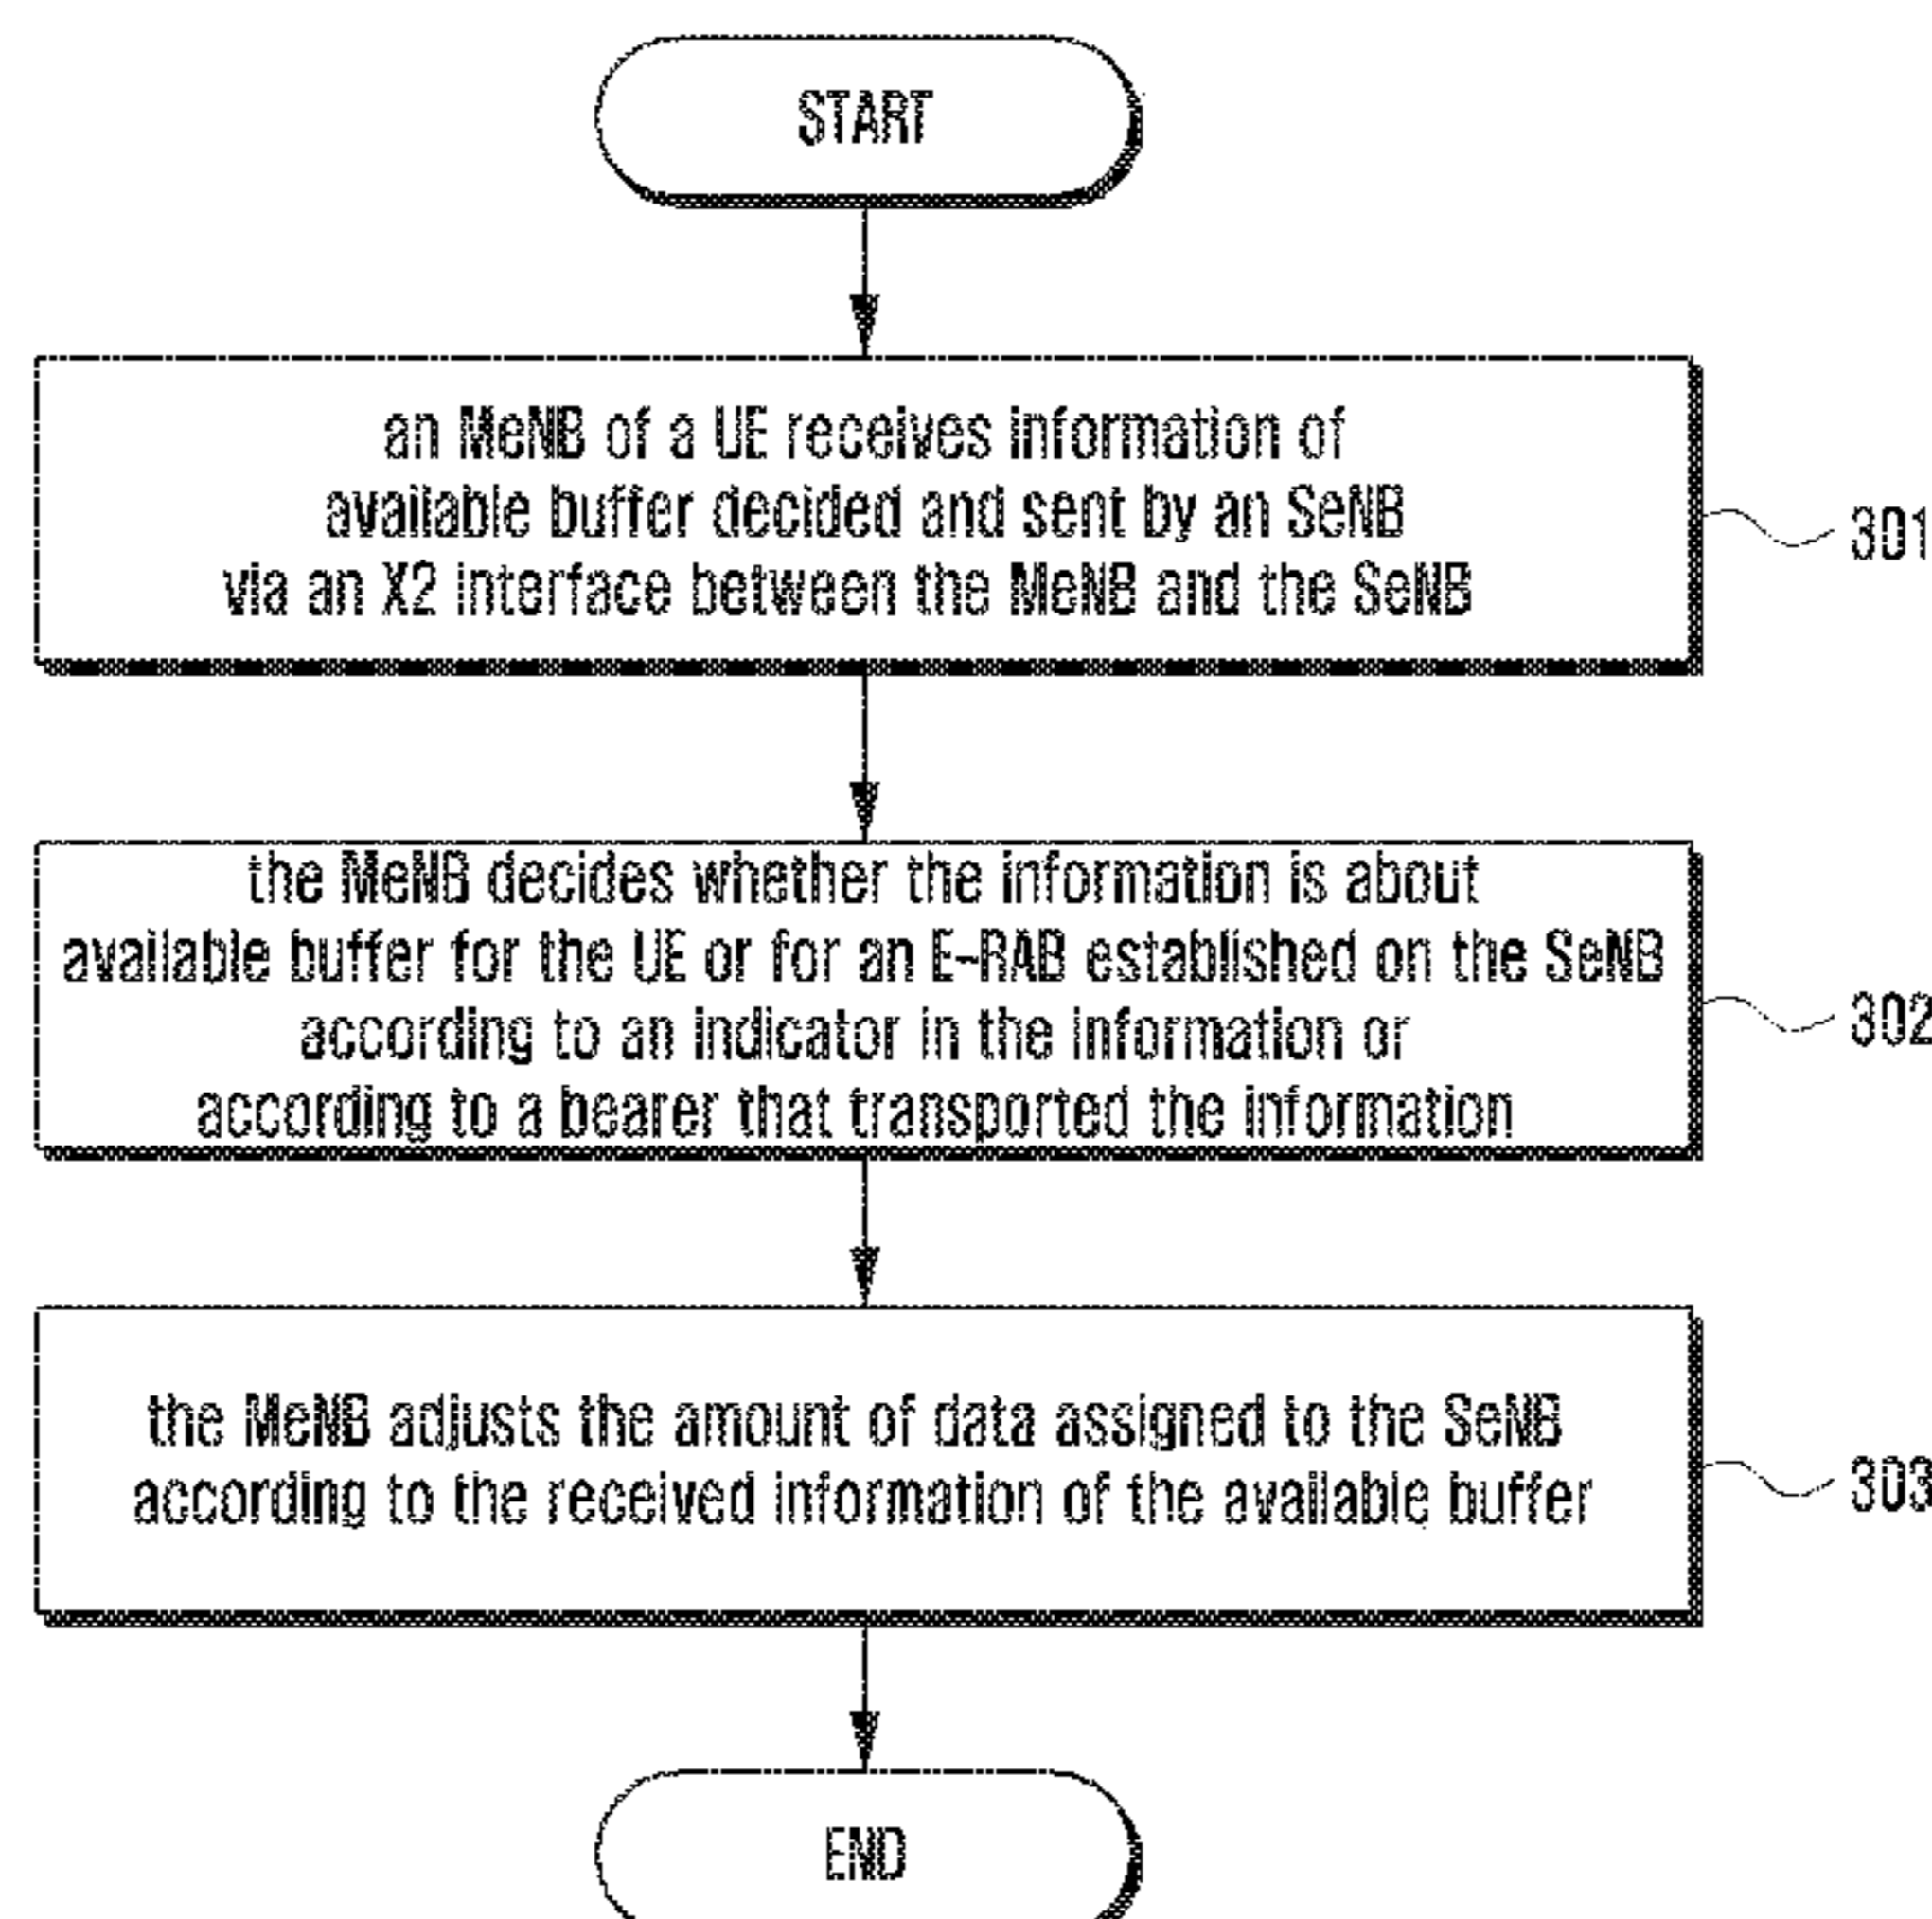 START
an MeNB of a UE receives information of
available buffer decided and sent by an SeNB
via an X2 interface between the MeNB and the SeNB
301
the MeNB decides whether the information is about
available buffer for the UE or for an E-RAB established on the SeNB
according to an indicator in the information or
according to a bearer that transported the information
302
the MeNB adjusts the amount of data assigned to the SeNB
according to the received information of the available buffer
303
END